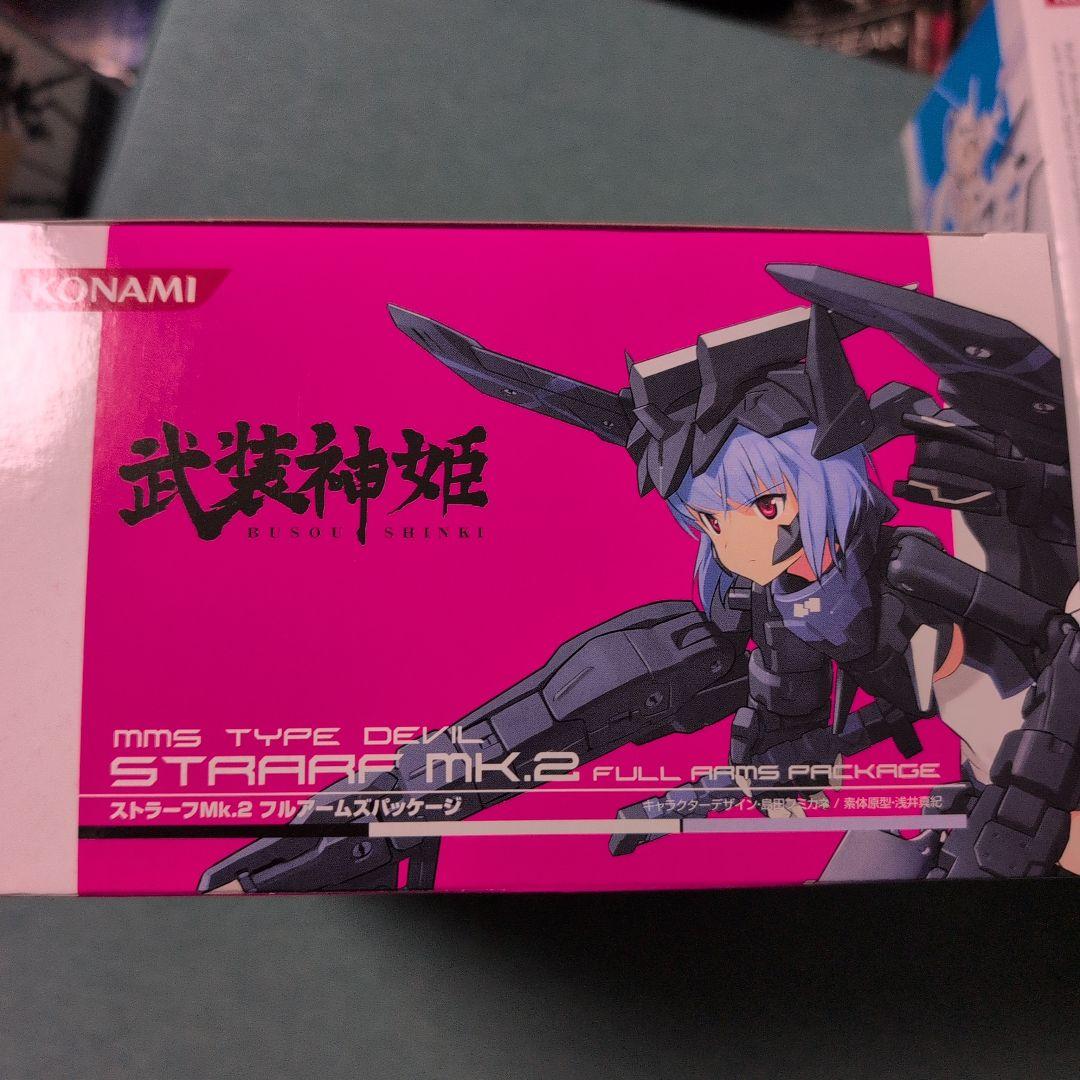 KONAMI
武装神姫
BUSOU SHINKI
MMS TYPE DEVIL
STRARF MK.2 FULL ARMS PACKAGE
ストラーフMk.2 フルアームズパッケージ
キャラクターデザイン・島田フミカネ / 素体原型・浅井真紀